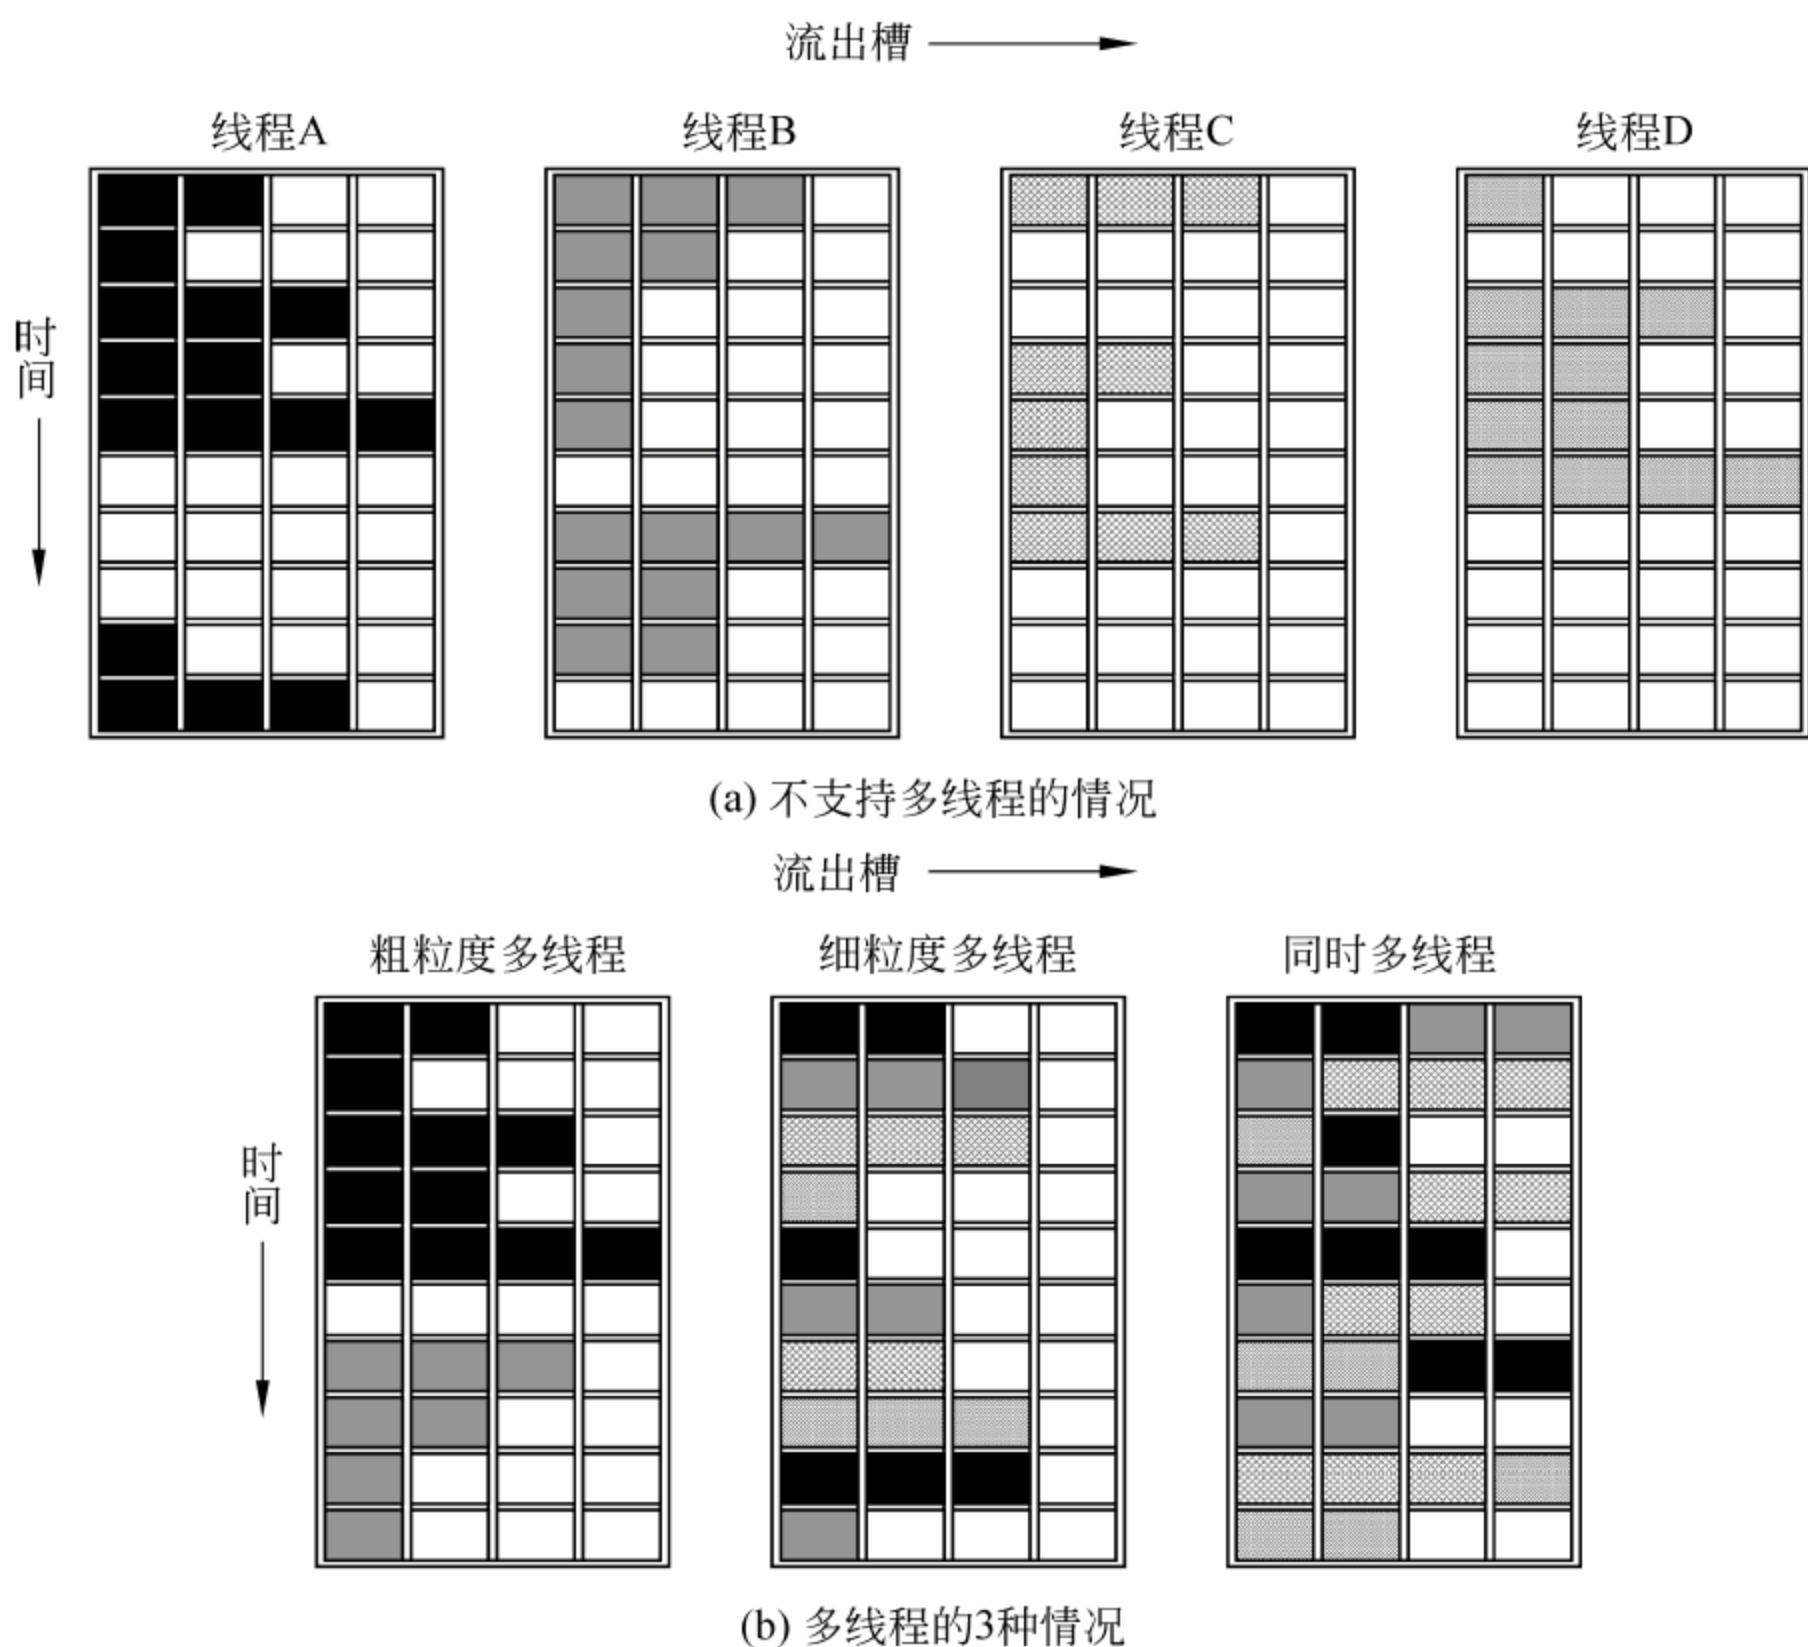 流出槽
线程A 线程B 线程C 线程D
时间
(a) 不支持多线程的情况
流出槽
粗粒度多线程 细粒度多线程 同时多线程
时间
(b) 多线程的3种情况